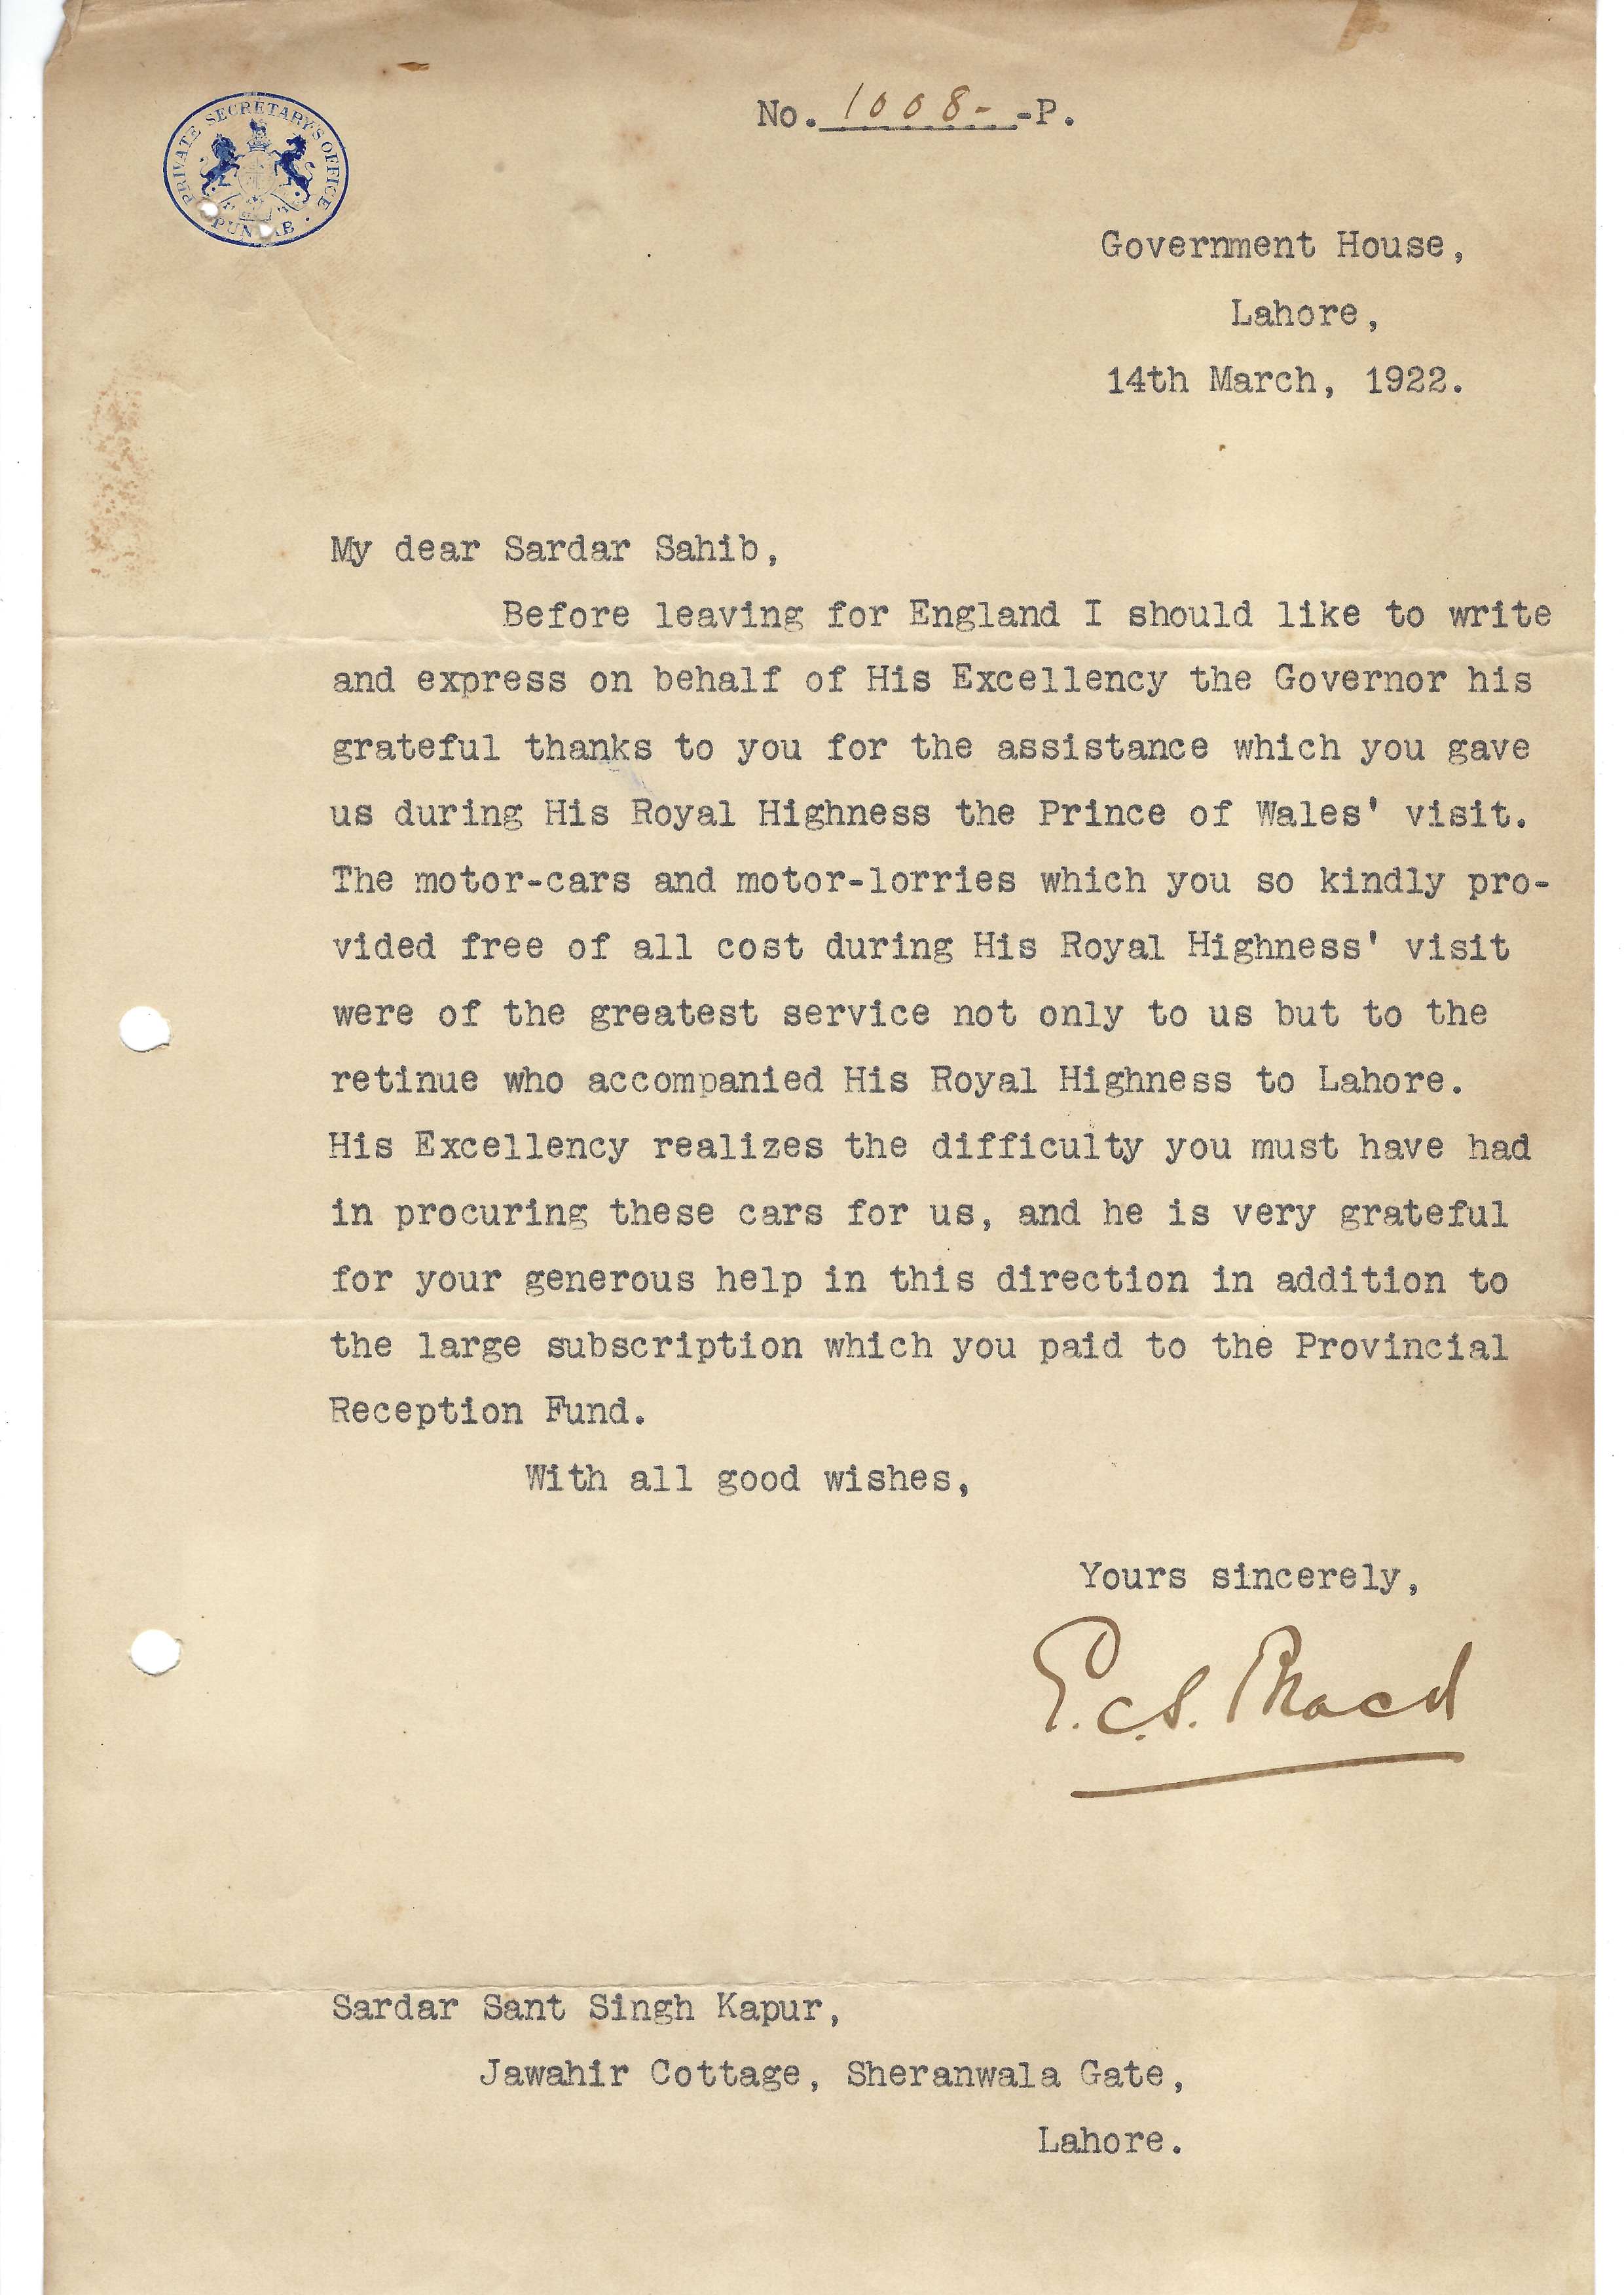 PRIVATE SECRETARY'S OFFICE
PUNJAB
No. 1008- -P.
Government House,
Lahore,
14th March, 1922.
My dear Sardar Sahib,
Before leaving for England I should like to write
and express on behalf of His Excellency the Governor his
grateful thanks to you for the assistance which you gave
us during His Royal Highness the Prince of Wales' visit.
The motor-cars and motor-lorries which you so kindly pro-
vided free of all cost during His Royal Highness' visit
were of the greatest service not only to us but to the
retinue who accompanied His Royal Highness to Lahore.
His Excellency realizes the difficulty you must have had
in procuring these cars for us, and he is very grateful
for your generous help in this direction in addition to
the large subscription which you paid to the Provincial
Reception Fund.
With all good wishes,
Yours sincerely,
Sardar Sant Singh Kapur,
Jawahir Cottage, Sheranwala Gate,
Lahore.